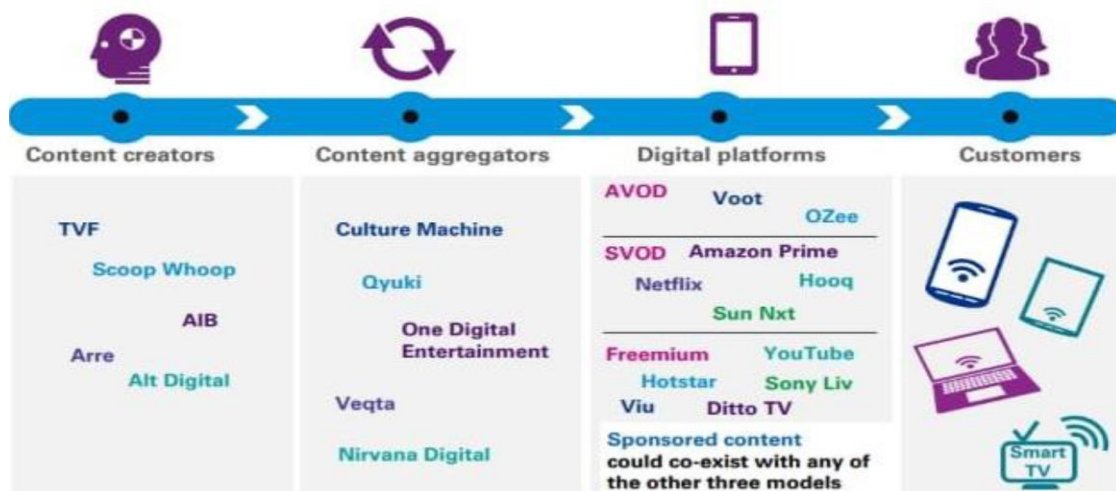 Content creators
Content aggregators
Digital platforms
Customers
TVF
Scoop Whoop
AIB
Arre
Alt Digital
Culture Machine
Qyuki
One Digital
Entertainment
Veqta
Nirvana Digital
AVOD
Voot
OZee
SVOD Amazon Prime
Netflix
Hooq
Sun Nxt
Freemium YouTube
Hotstar Sony Liv
Viu Ditto TV
Sponsored content
could co-exist with any of
the other three models
Smart
TV